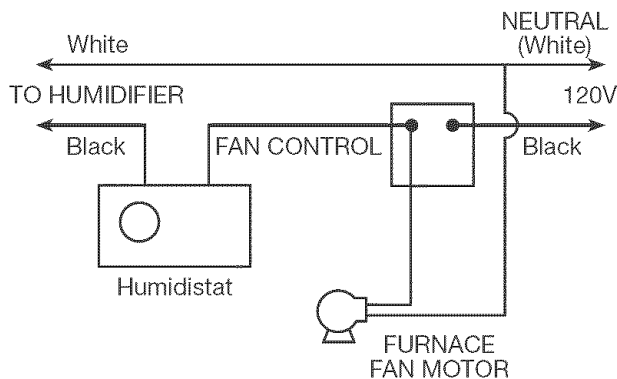 NEUTRAL
White
(White)
TO HUMIDIFIER
120V
Black
FAN CONTROL
Black
Humidistat
FURNACE
FAN MOTOR